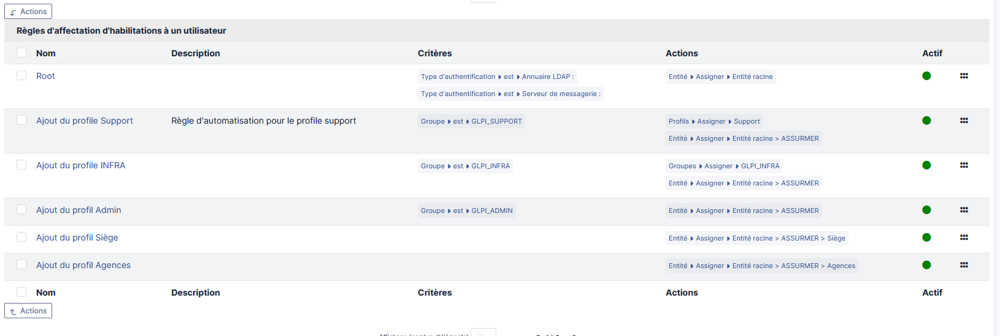 Actions
Règles d'affectation d'habilitations à un utilisateur
Nom Description Critères Actions Actif
Root Type d'authentification est Annuaire LDAP : Entité Assigner Entité racine
Type d'authentification est Serveur de messagerie :
Ajout du profile Support Règle d'automatisation pour le profile support Groupe est GLPI_SUPPORT Profils Assigner Support
Entité Assigner Entité racine > ASSURMER
Ajout du profile INFRA Groupe est GLPI_INFRA Groupes Assigner GLPI_INFRA
Entité Assigner Entité racine > ASSURMER
Ajout du profil Admin Groupe est GLPI_ADMIN Entité Assigner Entité racine > ASSURMER
Ajout du profil Siège Entité Assigner Entité racine > ASSURMER > Siège
Ajout du profil Agences Entité Assigner Entité racine > ASSURMER > Agences
Nom Description Critères Actions Actif
Actions